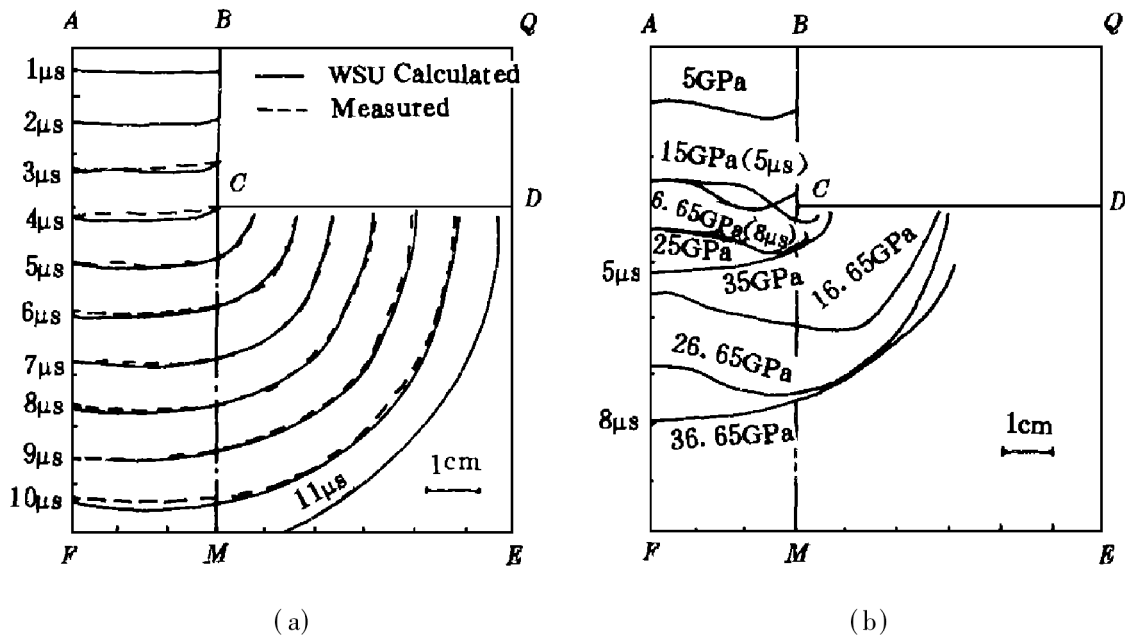 A B Q
1μs
2μs
3μs
4μs
5μs
6μs
7μs
8μs
9μs
10μs
WSU Calculated
Measured
C
D
11μs
1cm
F M E
(a)
A B Q
5GPa
15GPa(5μs)
C
D
6.65GPa(8μs)
25GPa
35GPa
16.65GPa
5μs
26.65GPa
8μs
36.65GPa
1cm
F M E
(b)